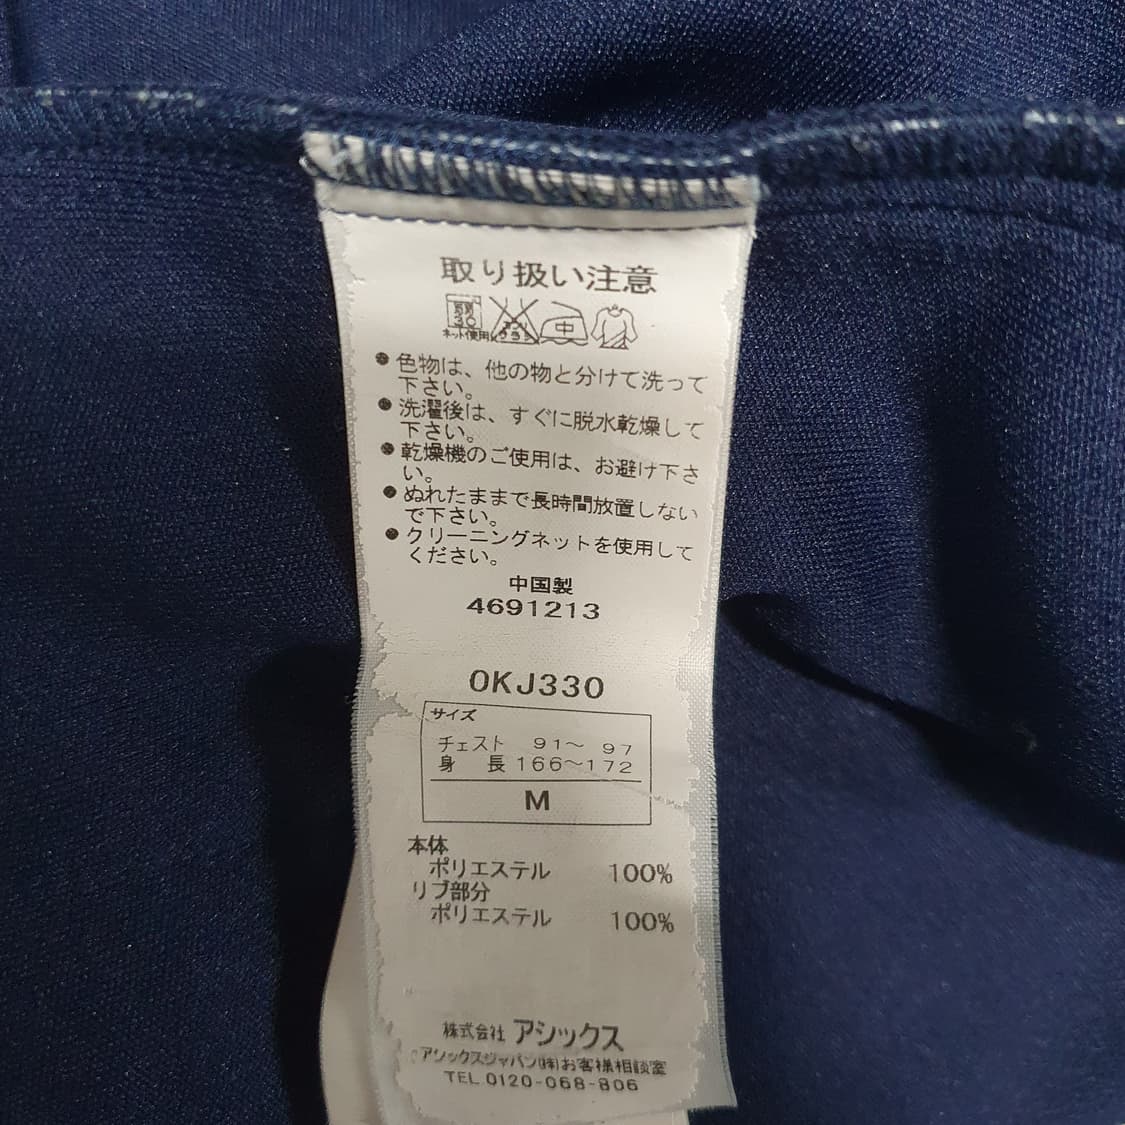 取り扱い注意
30
中
ネット使用
色物は、他の物と分けて洗って
下さい。
洗濯後は、すぐに脱水乾燥して
下さい。
乾燥機のご使用は、お避け下さ
い。
ぬれたままで長時間放置しない
で下さい。
クリーニングネットを使用して
ください。
中国製
4691213
OKJ330
サイズ
チェスト 91〜 97
身 長 166〜172
M
本体
ポリエステル 100%
リブ部分
ポリエステル 100%
株式会社 アシックス
アシックスジャパン㈱お客様相談室
TEL 0120-068-806